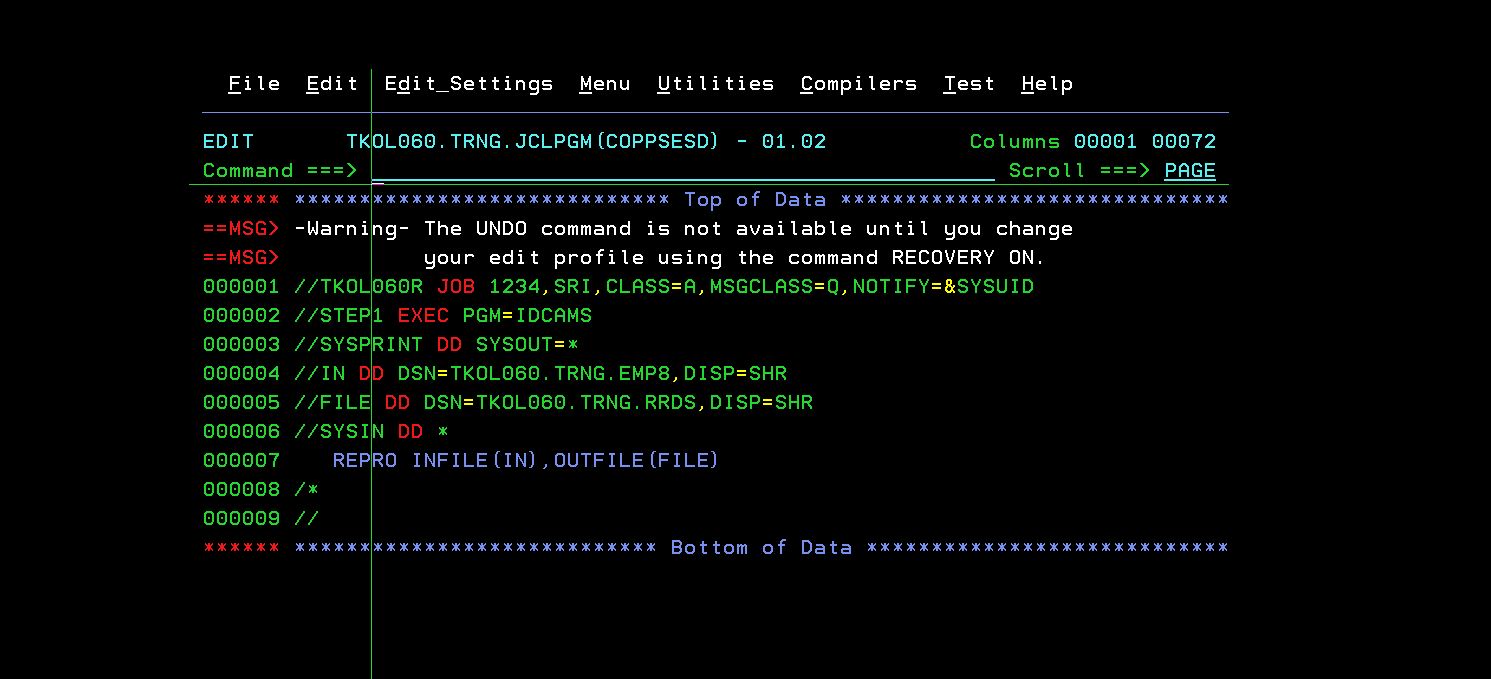 File Edit Edit_Settings Menu Utilities Compilers Test Help
EDIT TKOL060.TRNG.JCLPGM(COPPSESD) - 01.02 Columns 00001 00072
Command ===> Scroll ===> PAGE
****** ***************************** Top of Data ******************************
==MSG> -Warning- The UNDO command is not available until you change
==MSG> your edit profile using the command RECOVERY ON.
000001 //TKOL060R JOB 1234,SRI,CLASS=A,MSGCLASS=Q,NOTIFY=&SYSUID
000002 //STEP1 EXEC PGM=IDCAMS
000003 //SYSPRINT DD SYSOUT=*
000004 //IN DD DSN=TKOL060.TRNG.EMP8,DISP=SHR
000005 //FILE DD DSN=TKOL060.TRNG.RRDS,DISP=SHR
000006 //SYSIN DD *
000007 REPRO INFILE(IN),OUTFILE(FILE)
000008 /*
000009 //
****** **************************** Bottom of Data ****************************